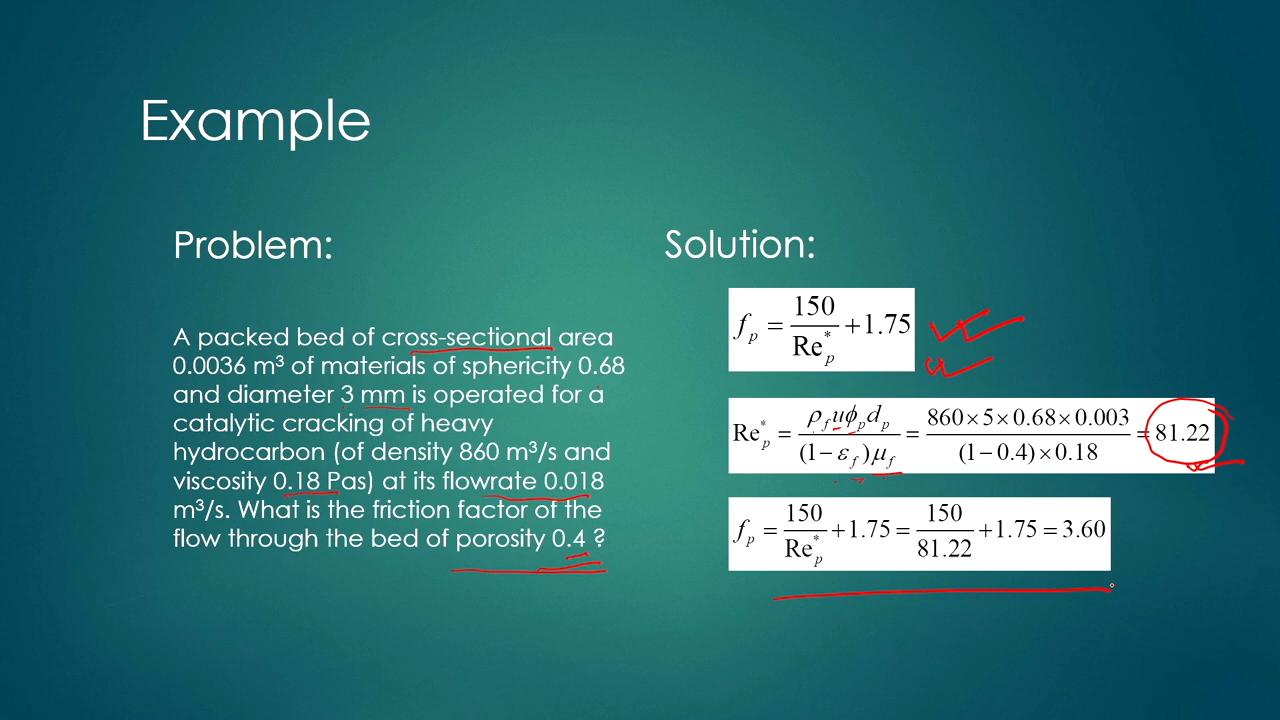 Example
Problem:
A packed bed of cross-sectional area
0.0036 m³ of materials of sphericity 0.68
and diameter 3 mm is operated for a
catalytic cracking of heavy
hydrocarbon (of density 860 m³/s and
viscosity 0.18 Pas) at its flowrate 0.018
m³/s. What is the friction factor of the
flow through the bed of porosity 0.4 ?
Solution:
f_p = 150 / Re*_p + 1.75
Re*_p = ρ_f u ϕ_p d_p / (1 − ε_f) μ_f = 860 × 5 × 0.68 × 0.003 / (1 − 0.4) × 0.18 = 81.22
f_p = 150 / Re*_p + 1.75 = 150 / 81.22 + 1.75 = 3.60